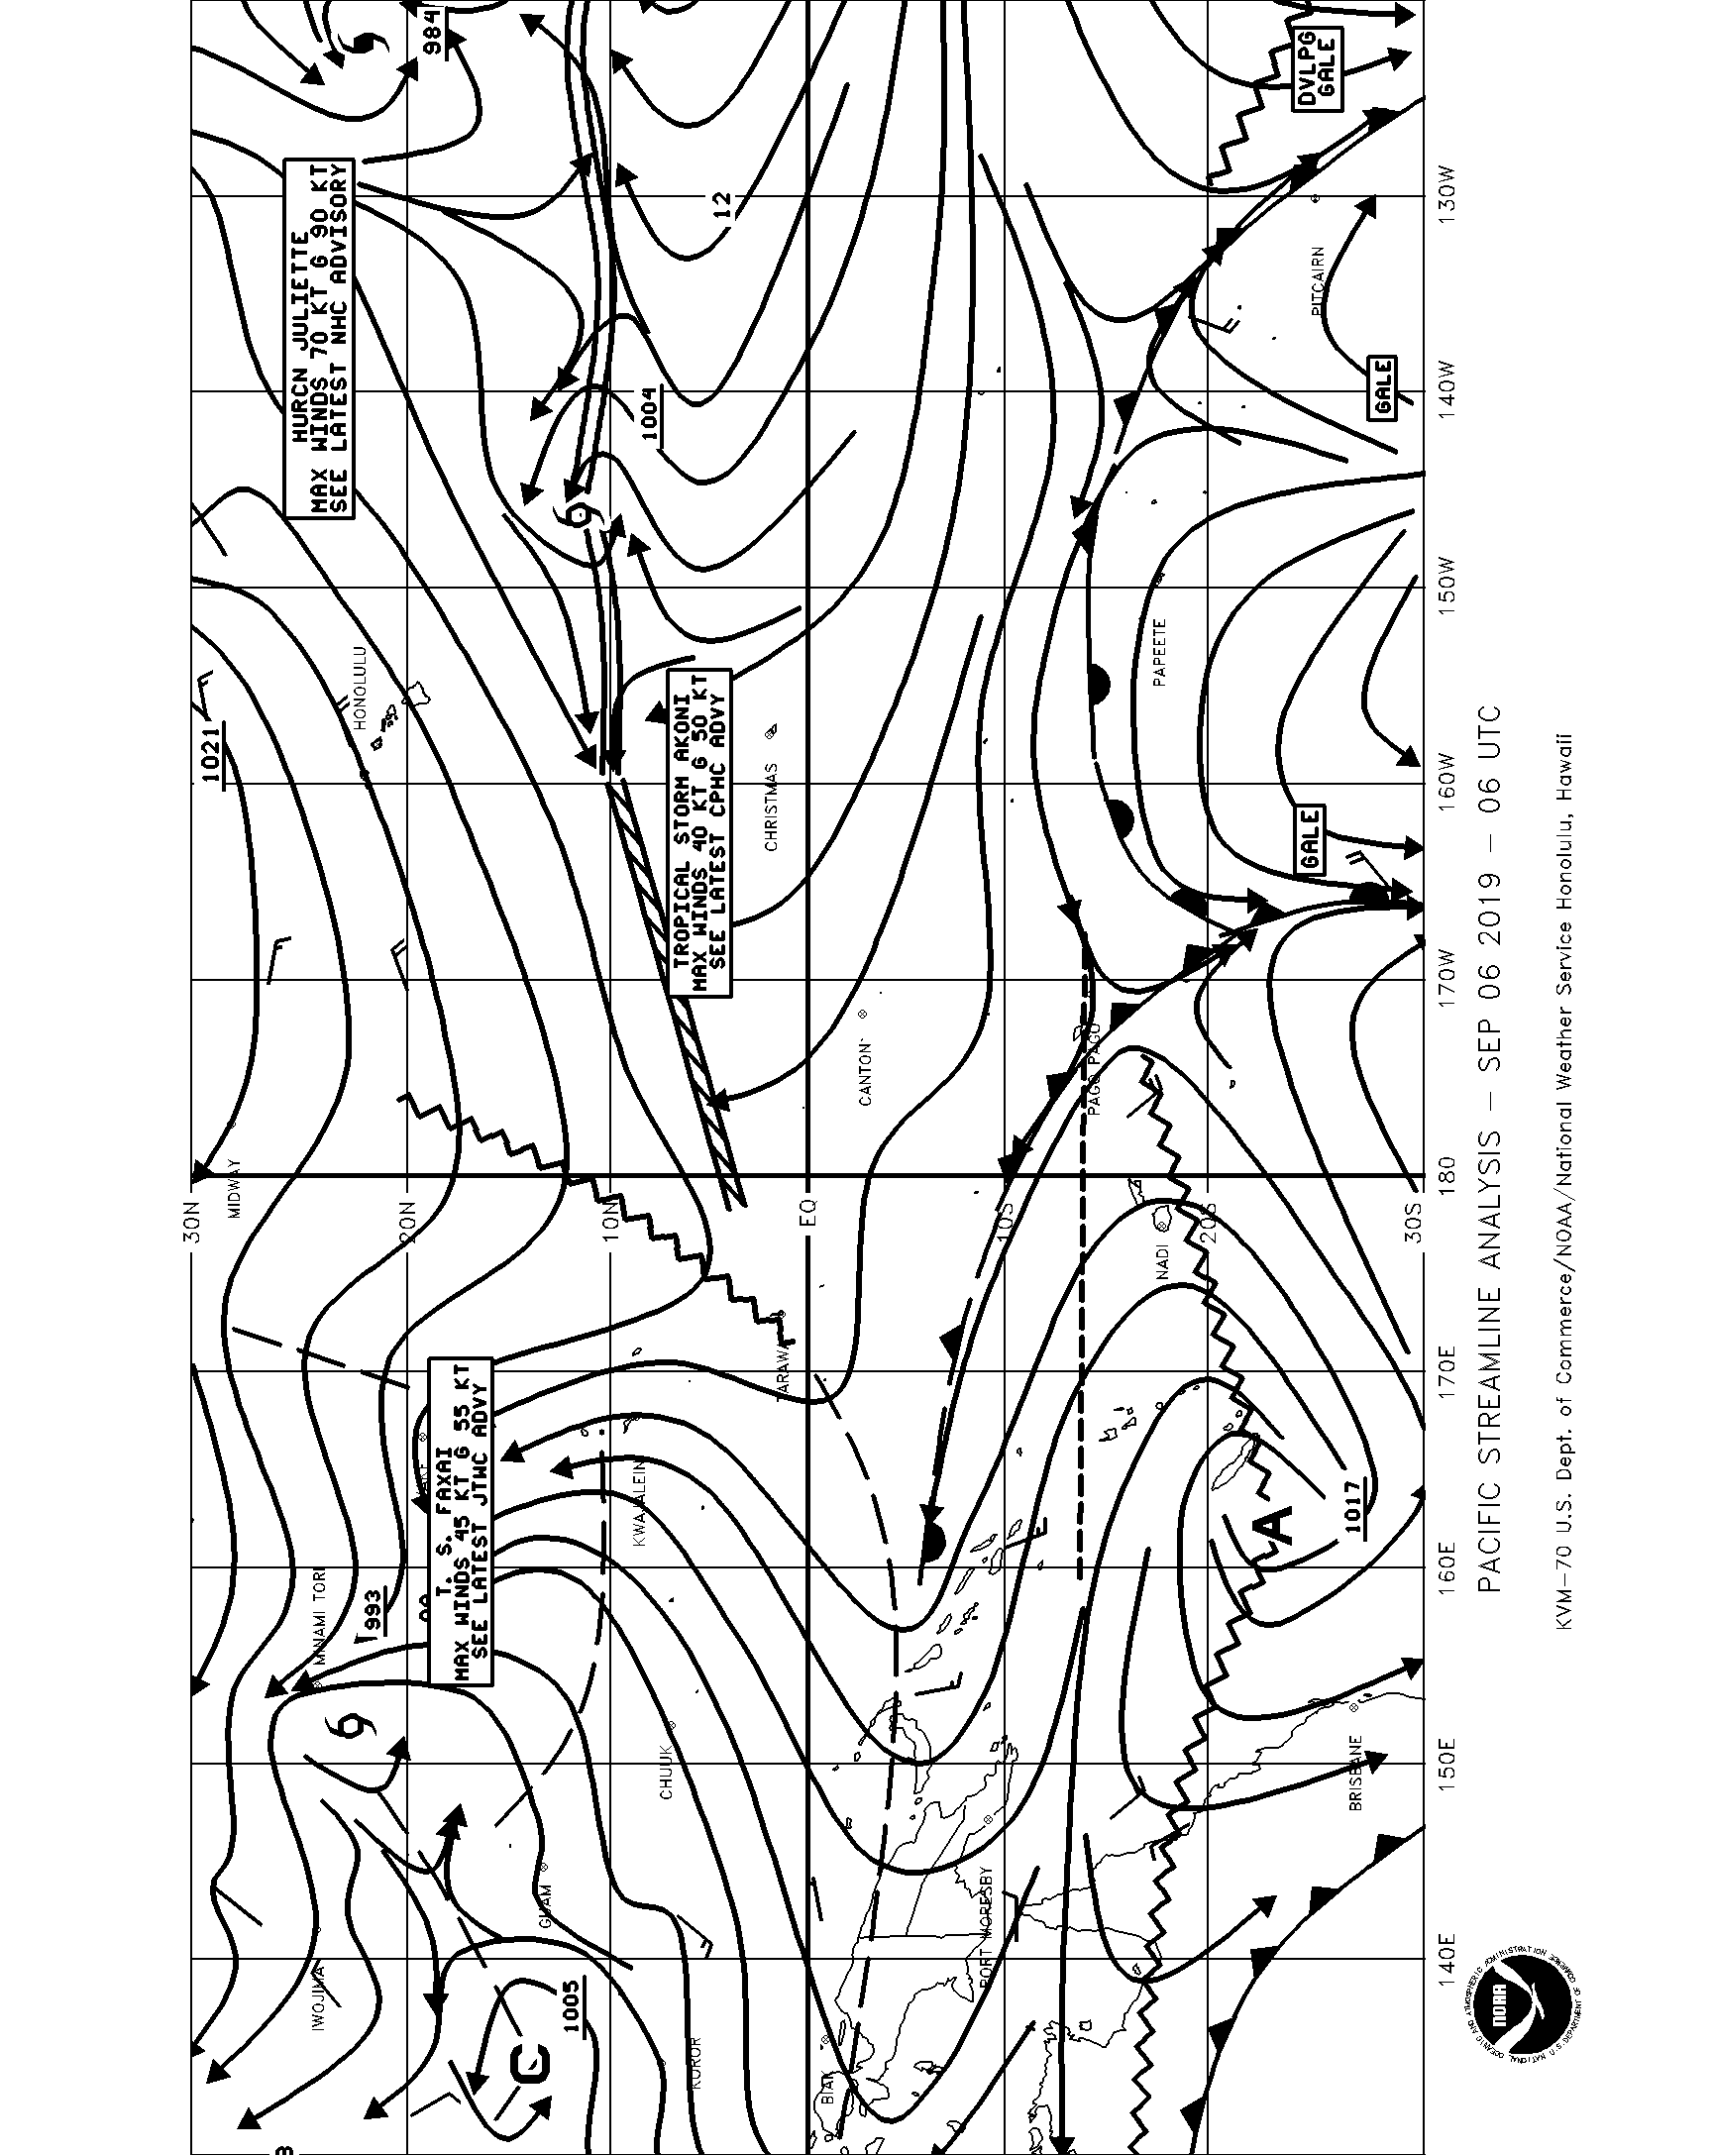 984
DVLPG
GALE
HURCN JULIETTE
MAX WINDS 70 KT G 90 KT
SEE LATEST NHC ADVISORY
12
1004
GALE
PITCAIRN
130W
140W
150W
160W
170W
180
170E
160E
150E
140E
HONOLULU
1021
PAPEETE
CHRISTMAS
TROPICAL STORM AKONI
MAX WINDS 40 KT G 50 KT
SEE LATEST CPHC ADVY
GALE
CANTON
PAGO PAGO
MIDWAY
30N
20N
10N
EQ
10S
20S
30S
NADI
TARAWA
T. S. FAXAI
MAX WINDS 45 KT G 55 KT
SEE LATEST JTWC ADVY
KWAJALEIN
1017
A
993
MINAMI TORI
CHUUK
BRISBANE
GUAM
PORT MORESBY
IWOJIMA
1005
C
KOROR
BIAK
PACIFIC STREAMLINE ANALYSIS – SEP 06 2019 – 06 UTC
KVM–70 U.S. Dept. of Commerce/NOAA/National Weather Service Honolulu, Hawaii
NOAA
NATIONAL OCEANIC AND ATMOSPHERIC ADMINISTRATION
U.S. DEPARTMENT OF COMMERCE